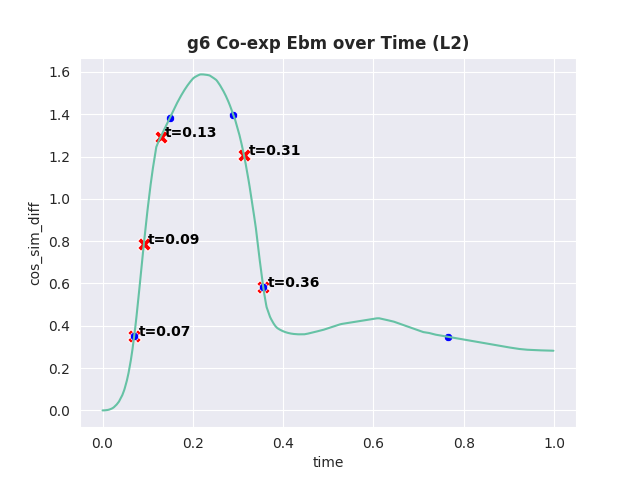 g6 Co-exp Ebm over Time (L2)
cos_sim_diff
1.6
1.4
1.2
1.0
0.8
0.6
0.4
0.2
0.0
t=0.13
t=0.31
t=0.09
t=0.36
t=0.07
0.0 0.2 0.4 0.6 0.8 1.0
time